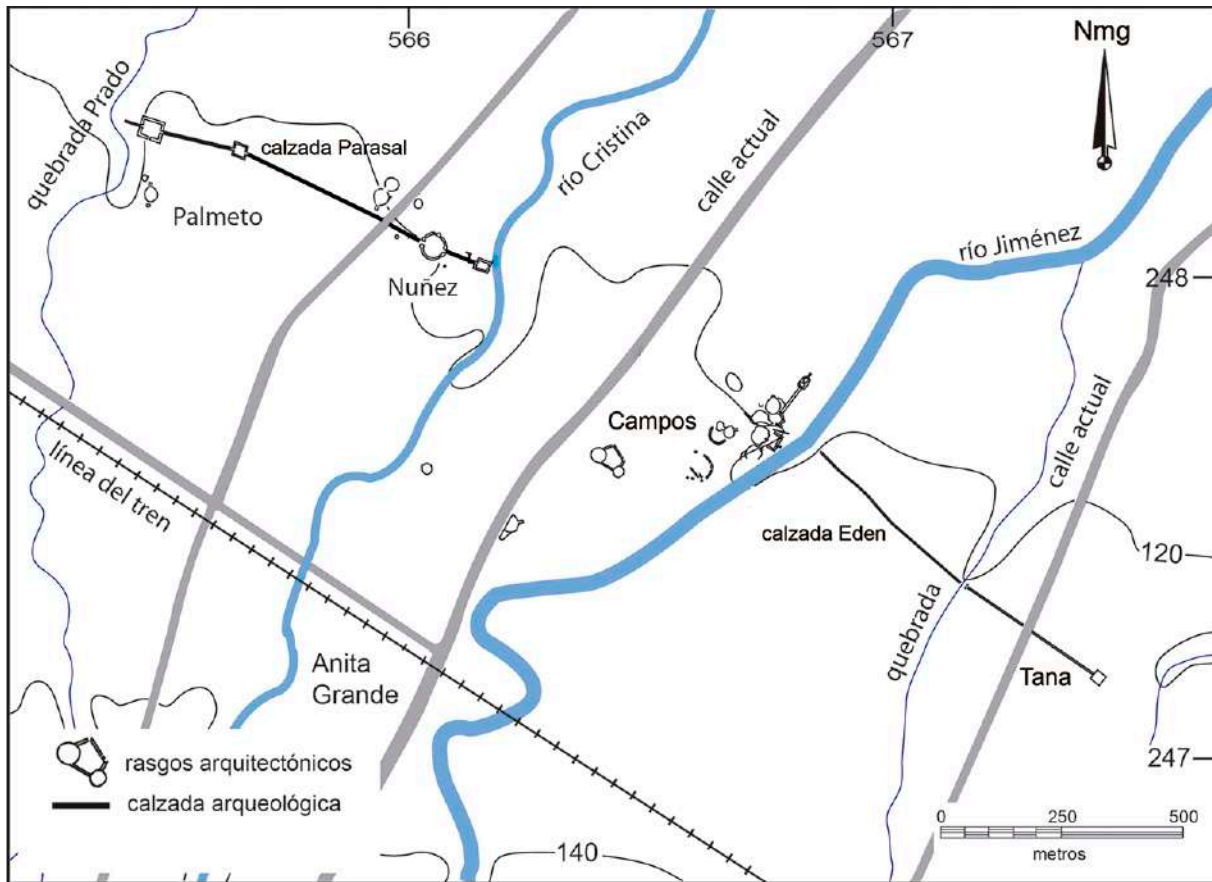 566
567
Nmg
quebrada Prado
calzada Parasal
río Cristina
calle actual
Palmeto
río Jiménez
Nuñez
248
calle actual
Campos
línea del tren
calzada Eden
120
quebrada
Anita
Grande
Tana
rasgos arquitectónicos
247
calzada arqueológica
0 250 500
metros
140